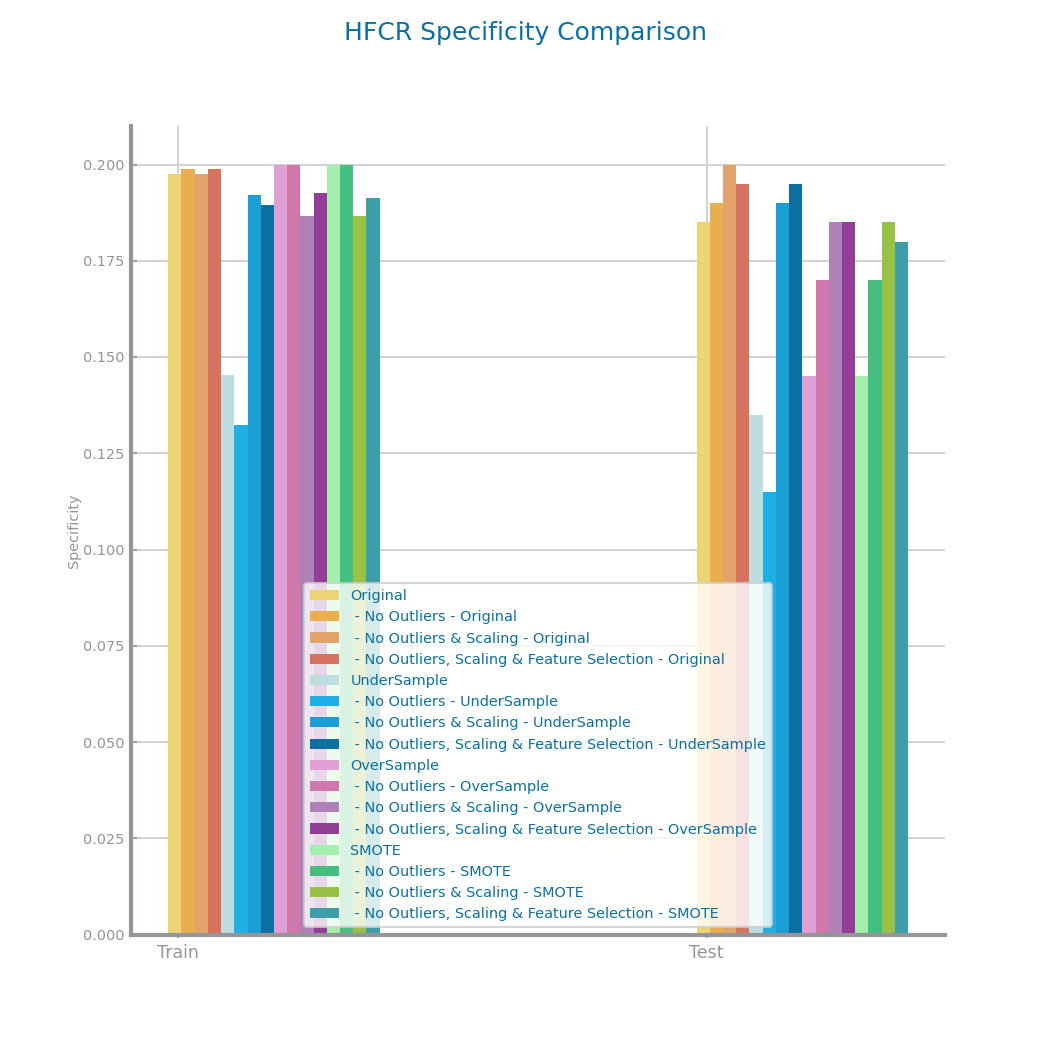 HFCR Specificity Comparison
0.200
0.175
0.150
0.125
0.100
0.075
0.050
0.025
0.000
Specificity
Original
- No Outliers - Original
- No Outliers & Scaling - Original
- No Outliers, Scaling & Feature Selection - Original
UnderSample
- No Outliers - UnderSample
- No Outliers & Scaling - UnderSample
- No Outliers, Scaling & Feature Selection - UnderSample
OverSample
- No Outliers - OverSample
- No Outliers & Scaling - OverSample
- No Outliers, Scaling & Feature Selection - OverSample
SMOTE
- No Outliers - SMOTE
- No Outliers & Scaling - SMOTE
- No Outliers, Scaling & Feature Selection - SMOTE
Train
Test